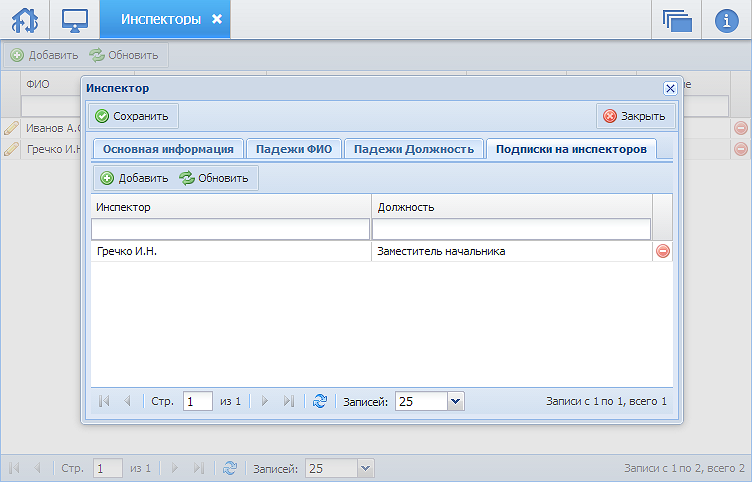 Инспекторы
Добавить Обновить
ФИО
Инспектор
Сохранить Закрыть
Иванов А.
Гречко И.Н
Основная информация Падежи ФИО Падежи Должность Подписки на инспекторов
Добавить Обновить
Инспектор Должность
Гречко И.Н. Заместитель начальника
Стр. 1 из 1 Записей: 25 Записи с 1 по 1, всего 1
Стр. 1 из 1 Записей: 25 Записи с 1 по 2, всего 2